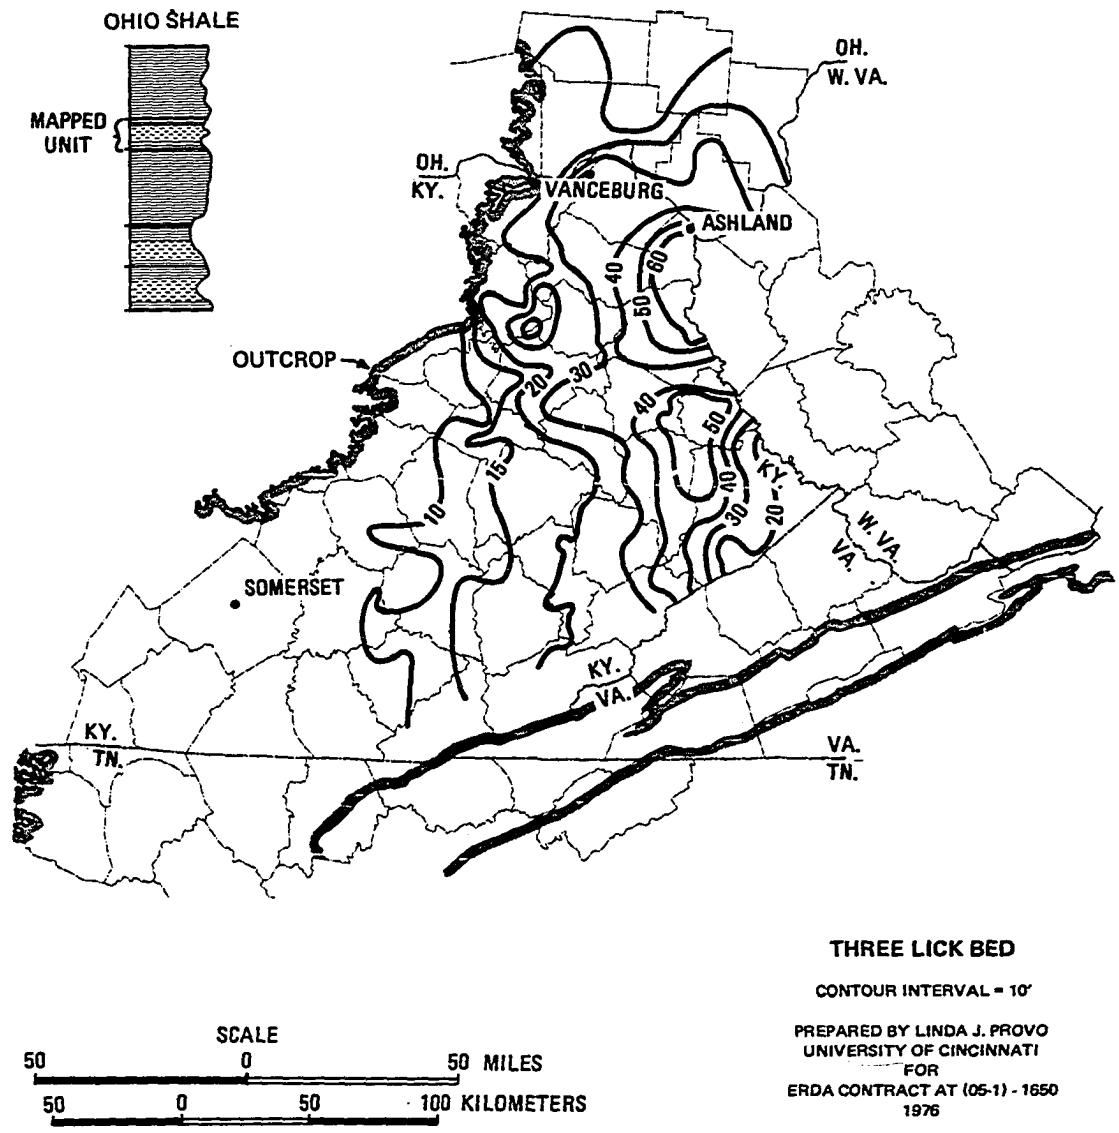 OHIO SHALE
MAPPED
UNIT
OH.
W. VA.
OH.
KY.
VANCEBURG
ASHLAND
40
60
50
OUTCROP
20
30
40
50
15
10
KY.
40
30
20
W. VA.
VA.
SOMERSET
KY.
VA.
KY.
TN.
VA.
TN.
THREE LICK BED
CONTOUR INTERVAL = 10'
PREPARED BY LINDA J. PROVO
UNIVERSITY OF CINCINNATI
FOR
ERDA CONTRACT AT (05-1) - 1650
1976
SCALE
50 0 50 MILES
50 0 50 100 KILOMETERS